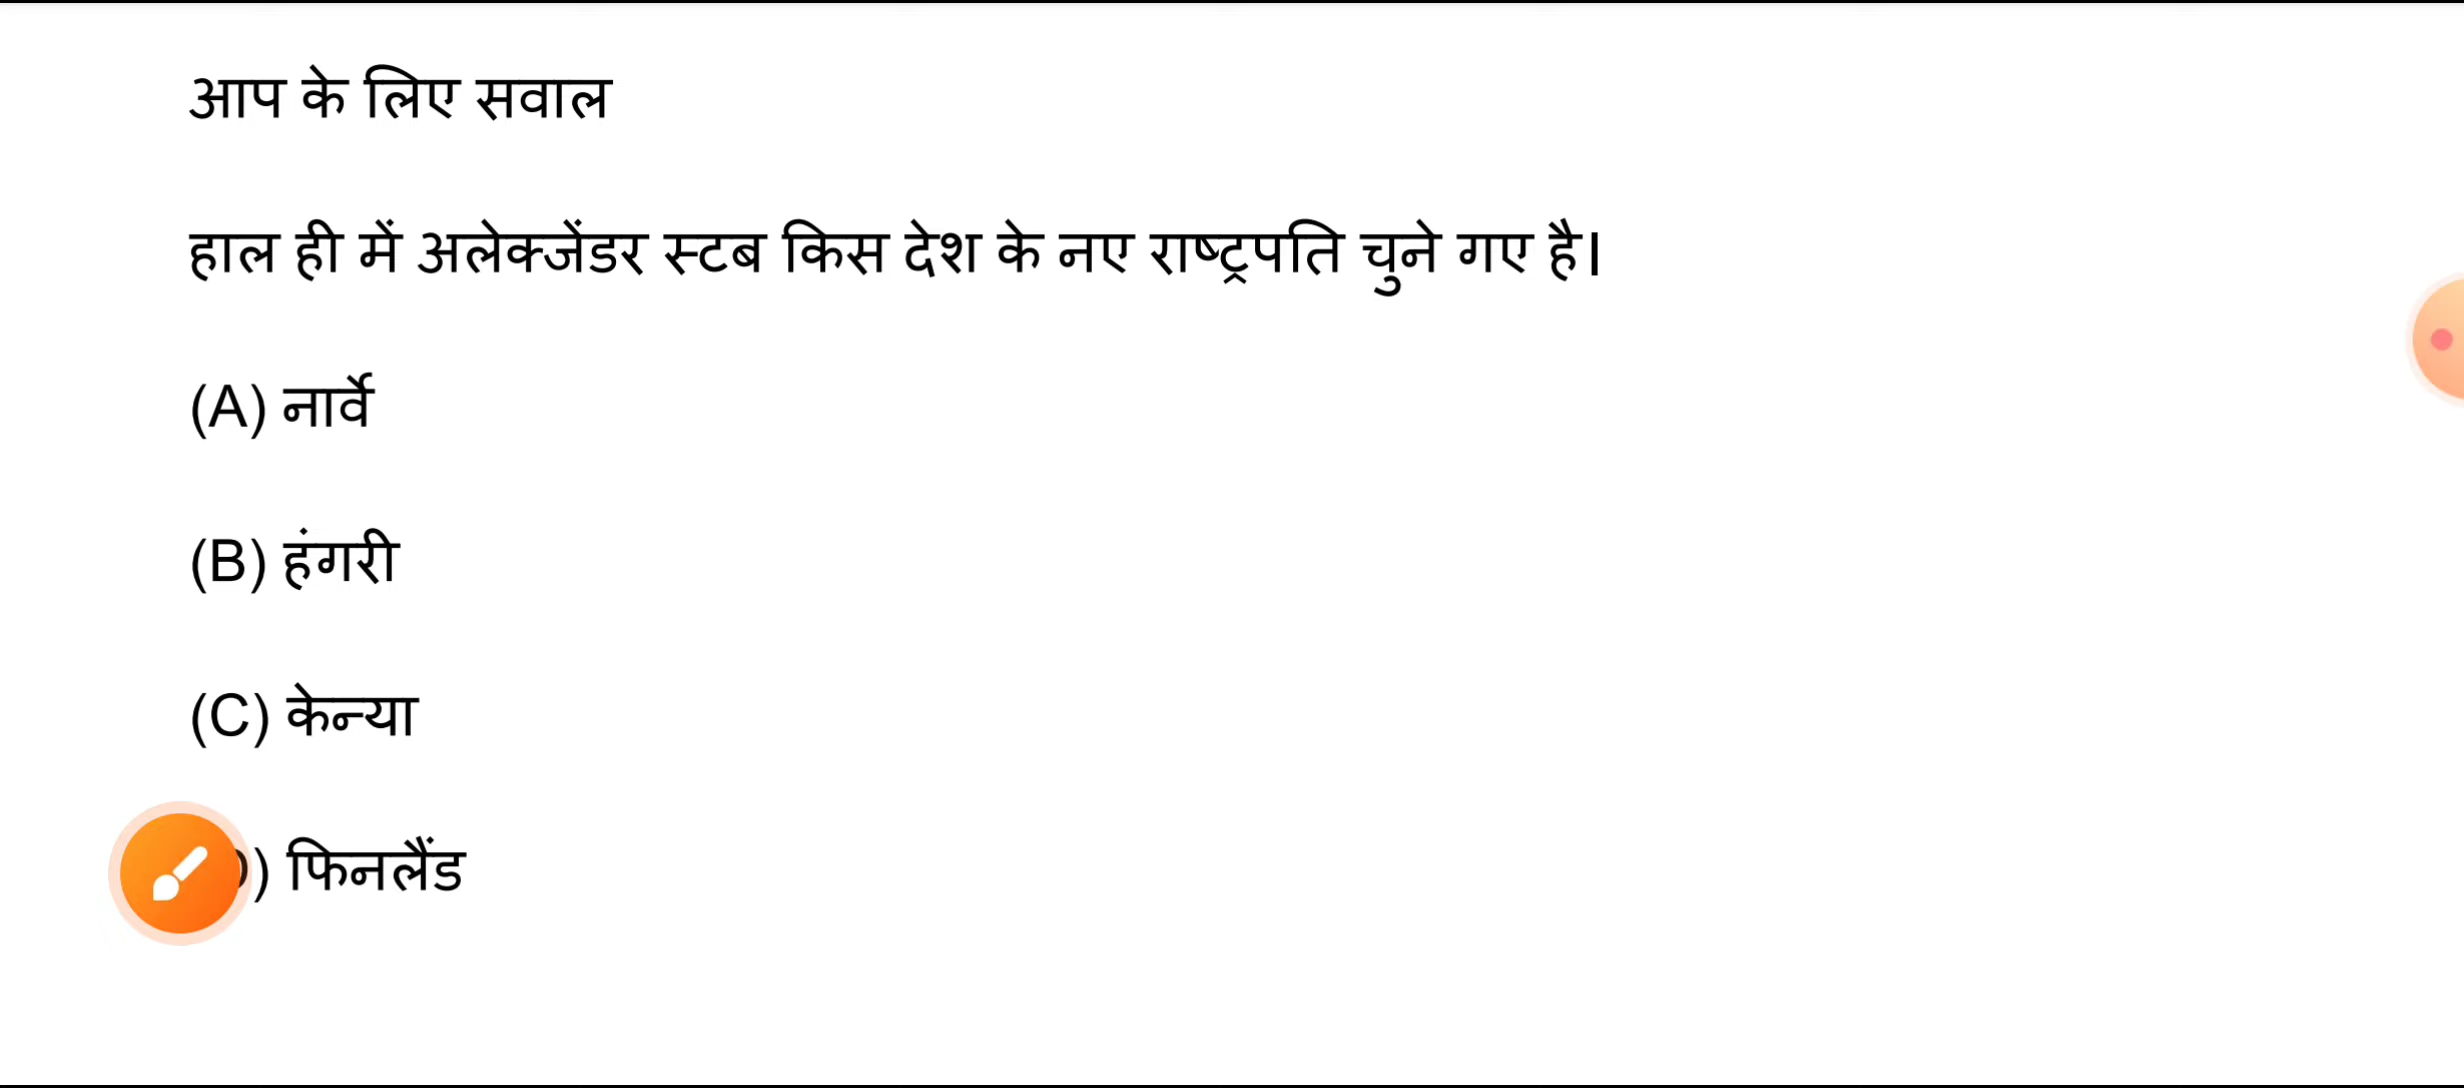 आप के लिए सवाल
हाल ही में अलेक्जेंडर स्टब किस देश के नए राष्ट्रपति चुने गए है।
(A) नार्वे
(B) हंगरी
(C) केन्या
) फिनलैंड